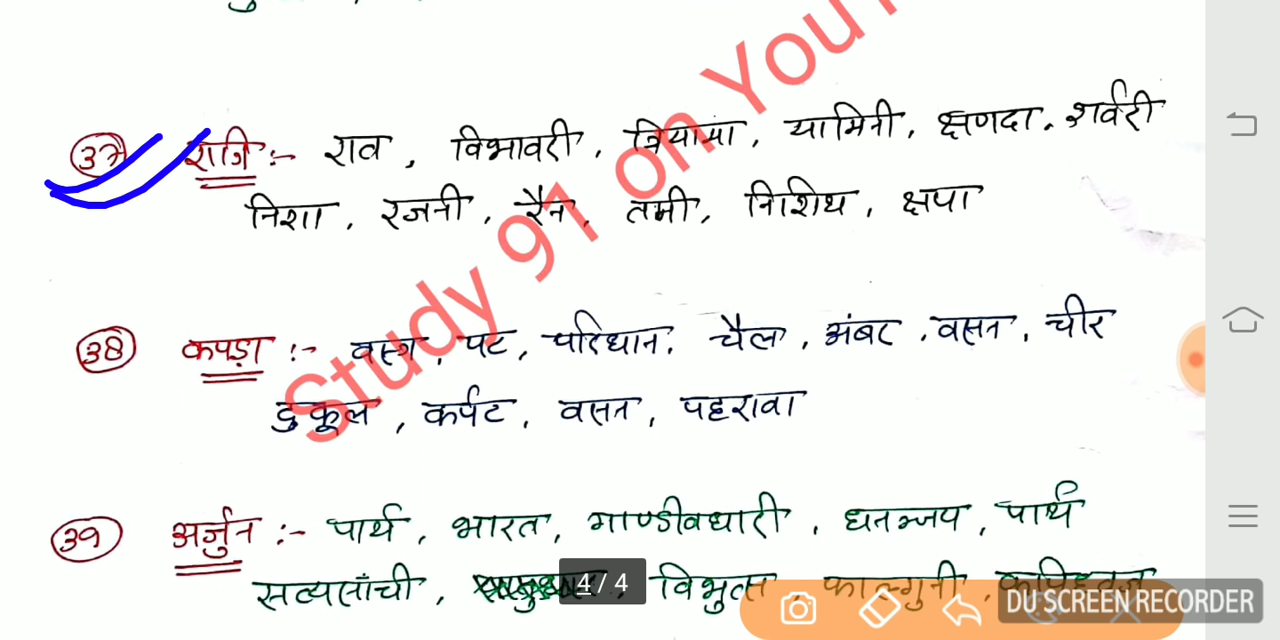 37 रात्रि :- रात, विभावरी, त्रियामा, यामिनी, क्षणदा, शर्वरी
निशा, रजनी, रैन, तमी, निशिथ, क्षपा
38 कपड़ा :- वस्त्र, पट, परिधान, चैल, अंबर, वसन, चीर
दुकूल, कर्पट, वसन, पहरावा
39 अर्जुन :- पार्थ, भारत, गाण्डीवधारी, धनञ्जय, पार्थ
सव्यसाँची, विभुत्स, फाल्गुनी,
4 / 4
DU SCREEN RECORDER
Study 91 on YouT